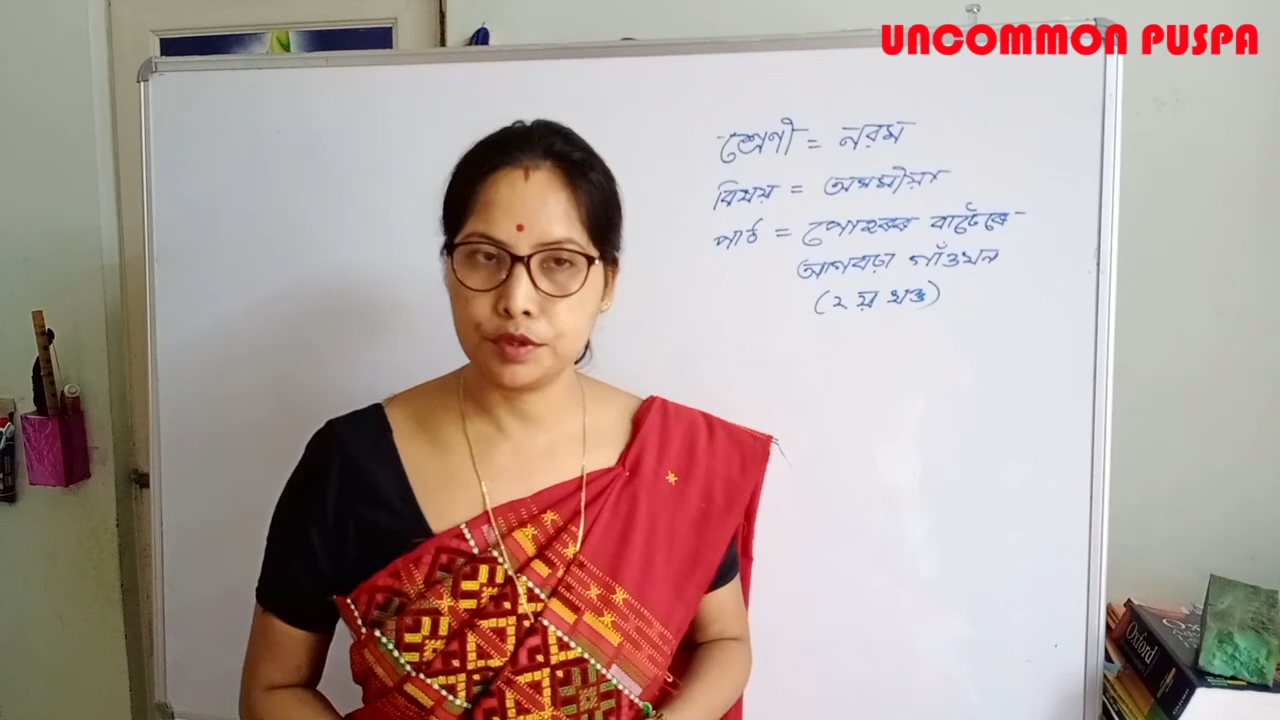 UNCOMMON PUSPA
শ্ৰেণী = নৱম
বিষয় = অসমীয়া
পাঠ = পোহৰৰ বাটেৰে
আগবঢ়া গাঁওখন
(২য় খণ্ড)
Oxford